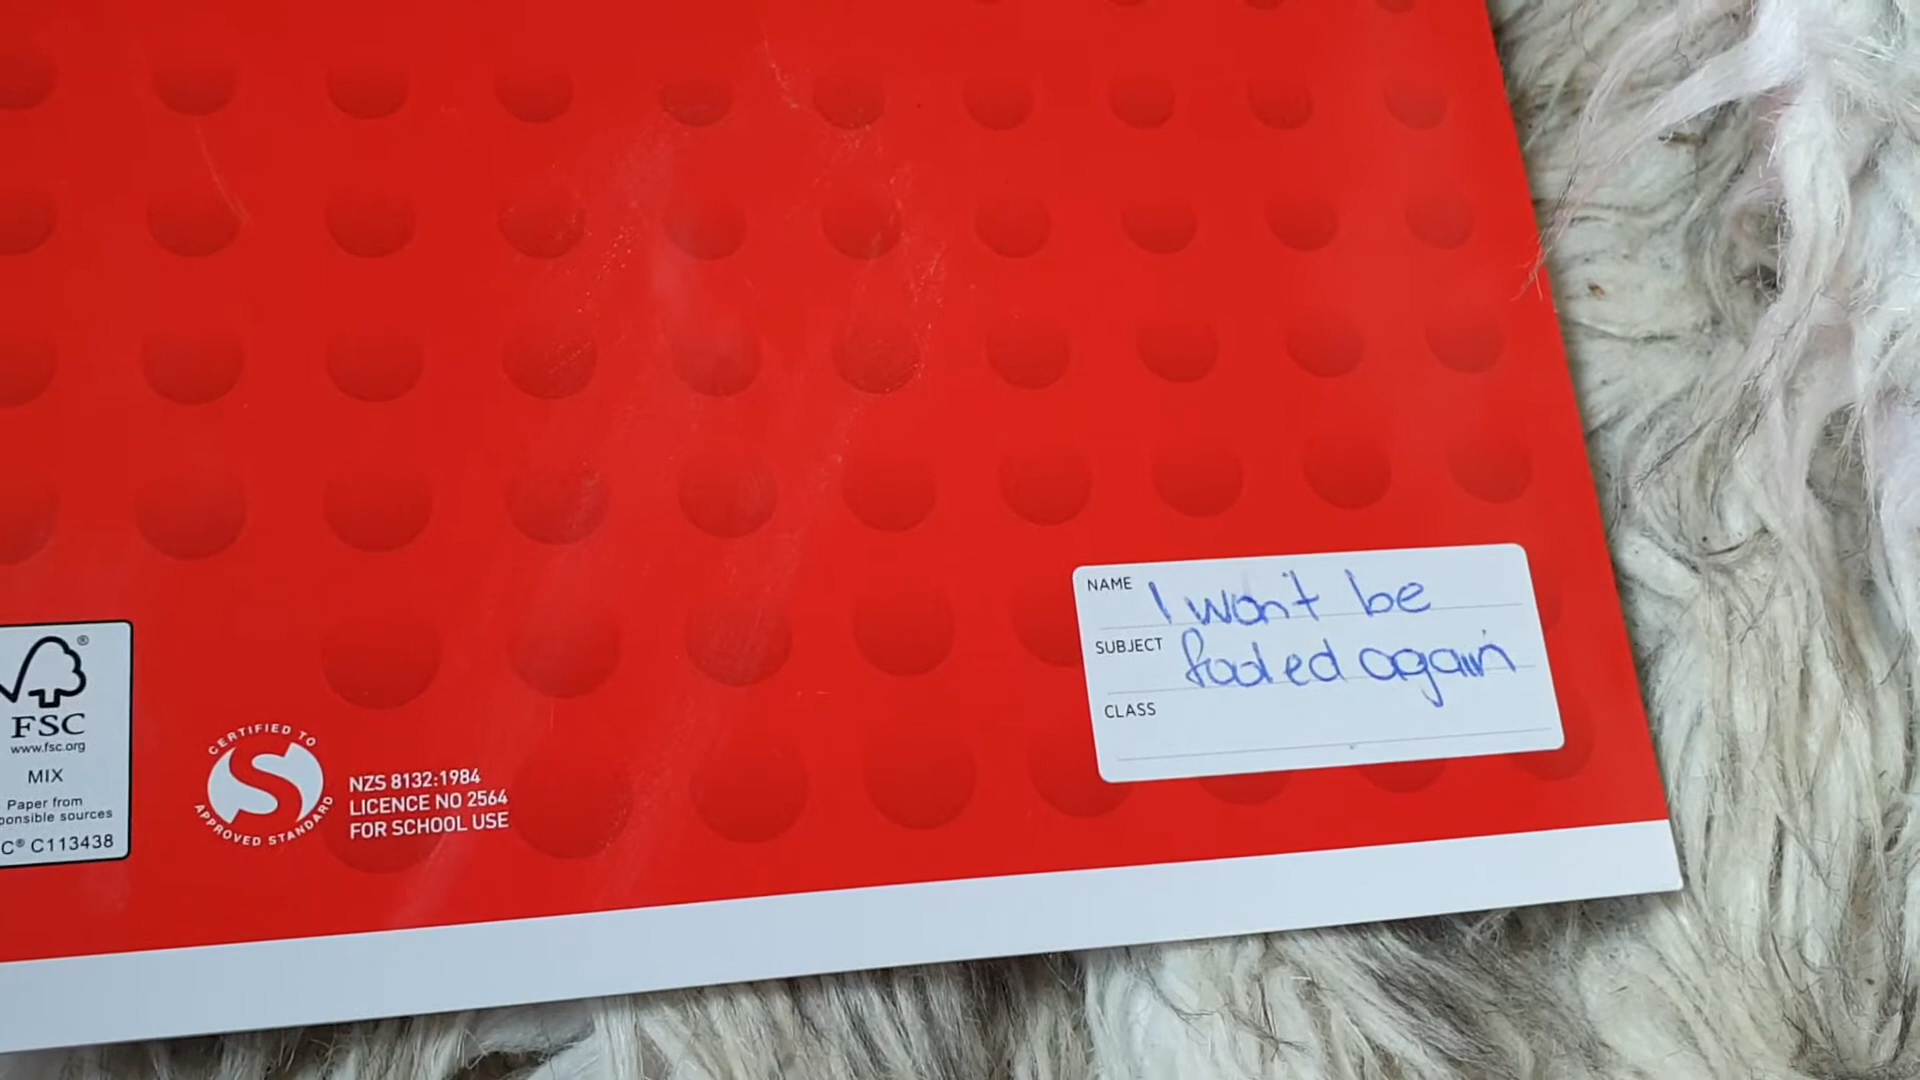 NAME I won't be
SUBJECT faded again
CLASS
FSC®
www.fsc.org
MIX
Paper from
ponsible sources
C® C113438
CERTIFIED TO
S
APPROVED STANDARD
NZS 8132:1984
LICENCE NO 2564
FOR SCHOOL USE